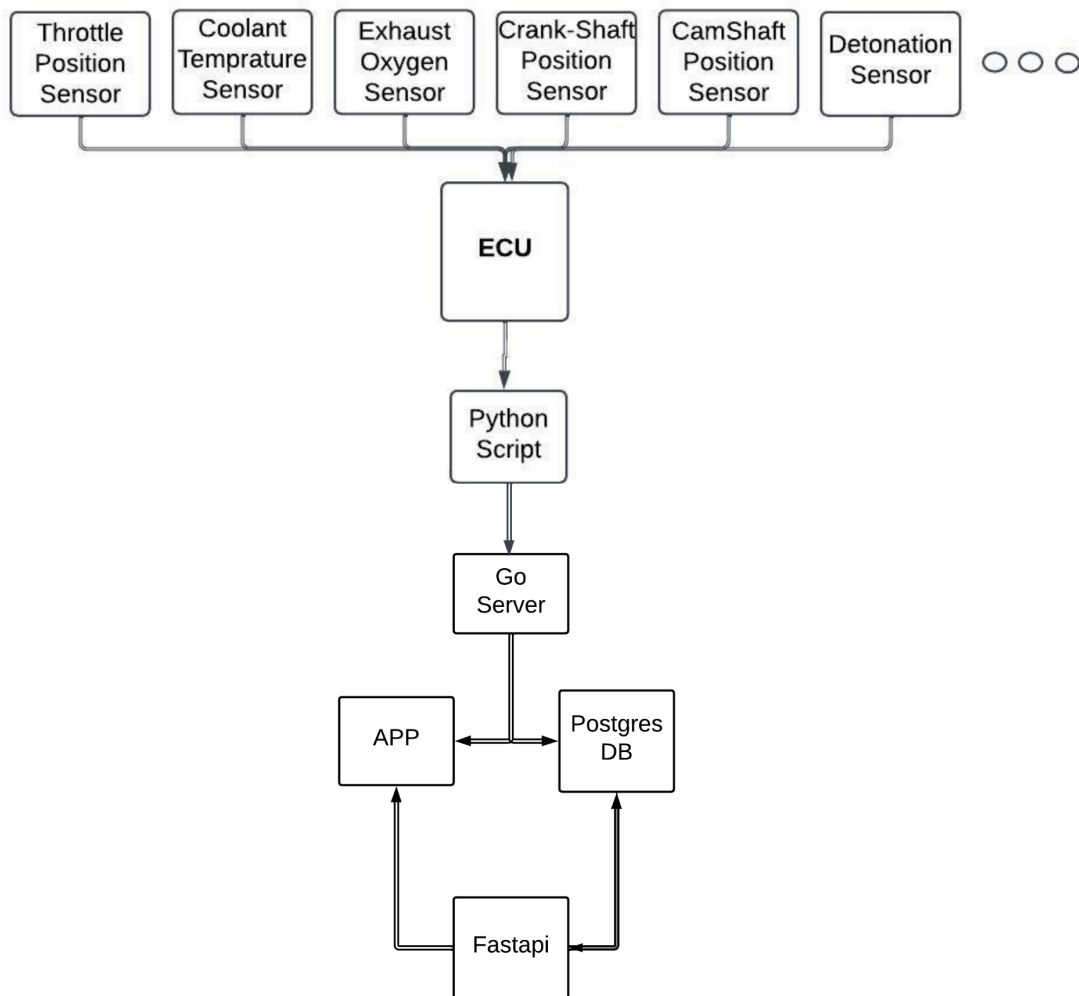 Throttle
Position
Sensor
Coolant
Temprature
Sensor
Exhaust
Oxygen
Sensor
Crank-Shaft
Position
Sensor
CamShaft
Position
Sensor
Detonation
Sensor
ECU
Python
Script
Go
Server
APP
Postgres
DB
Fastapi